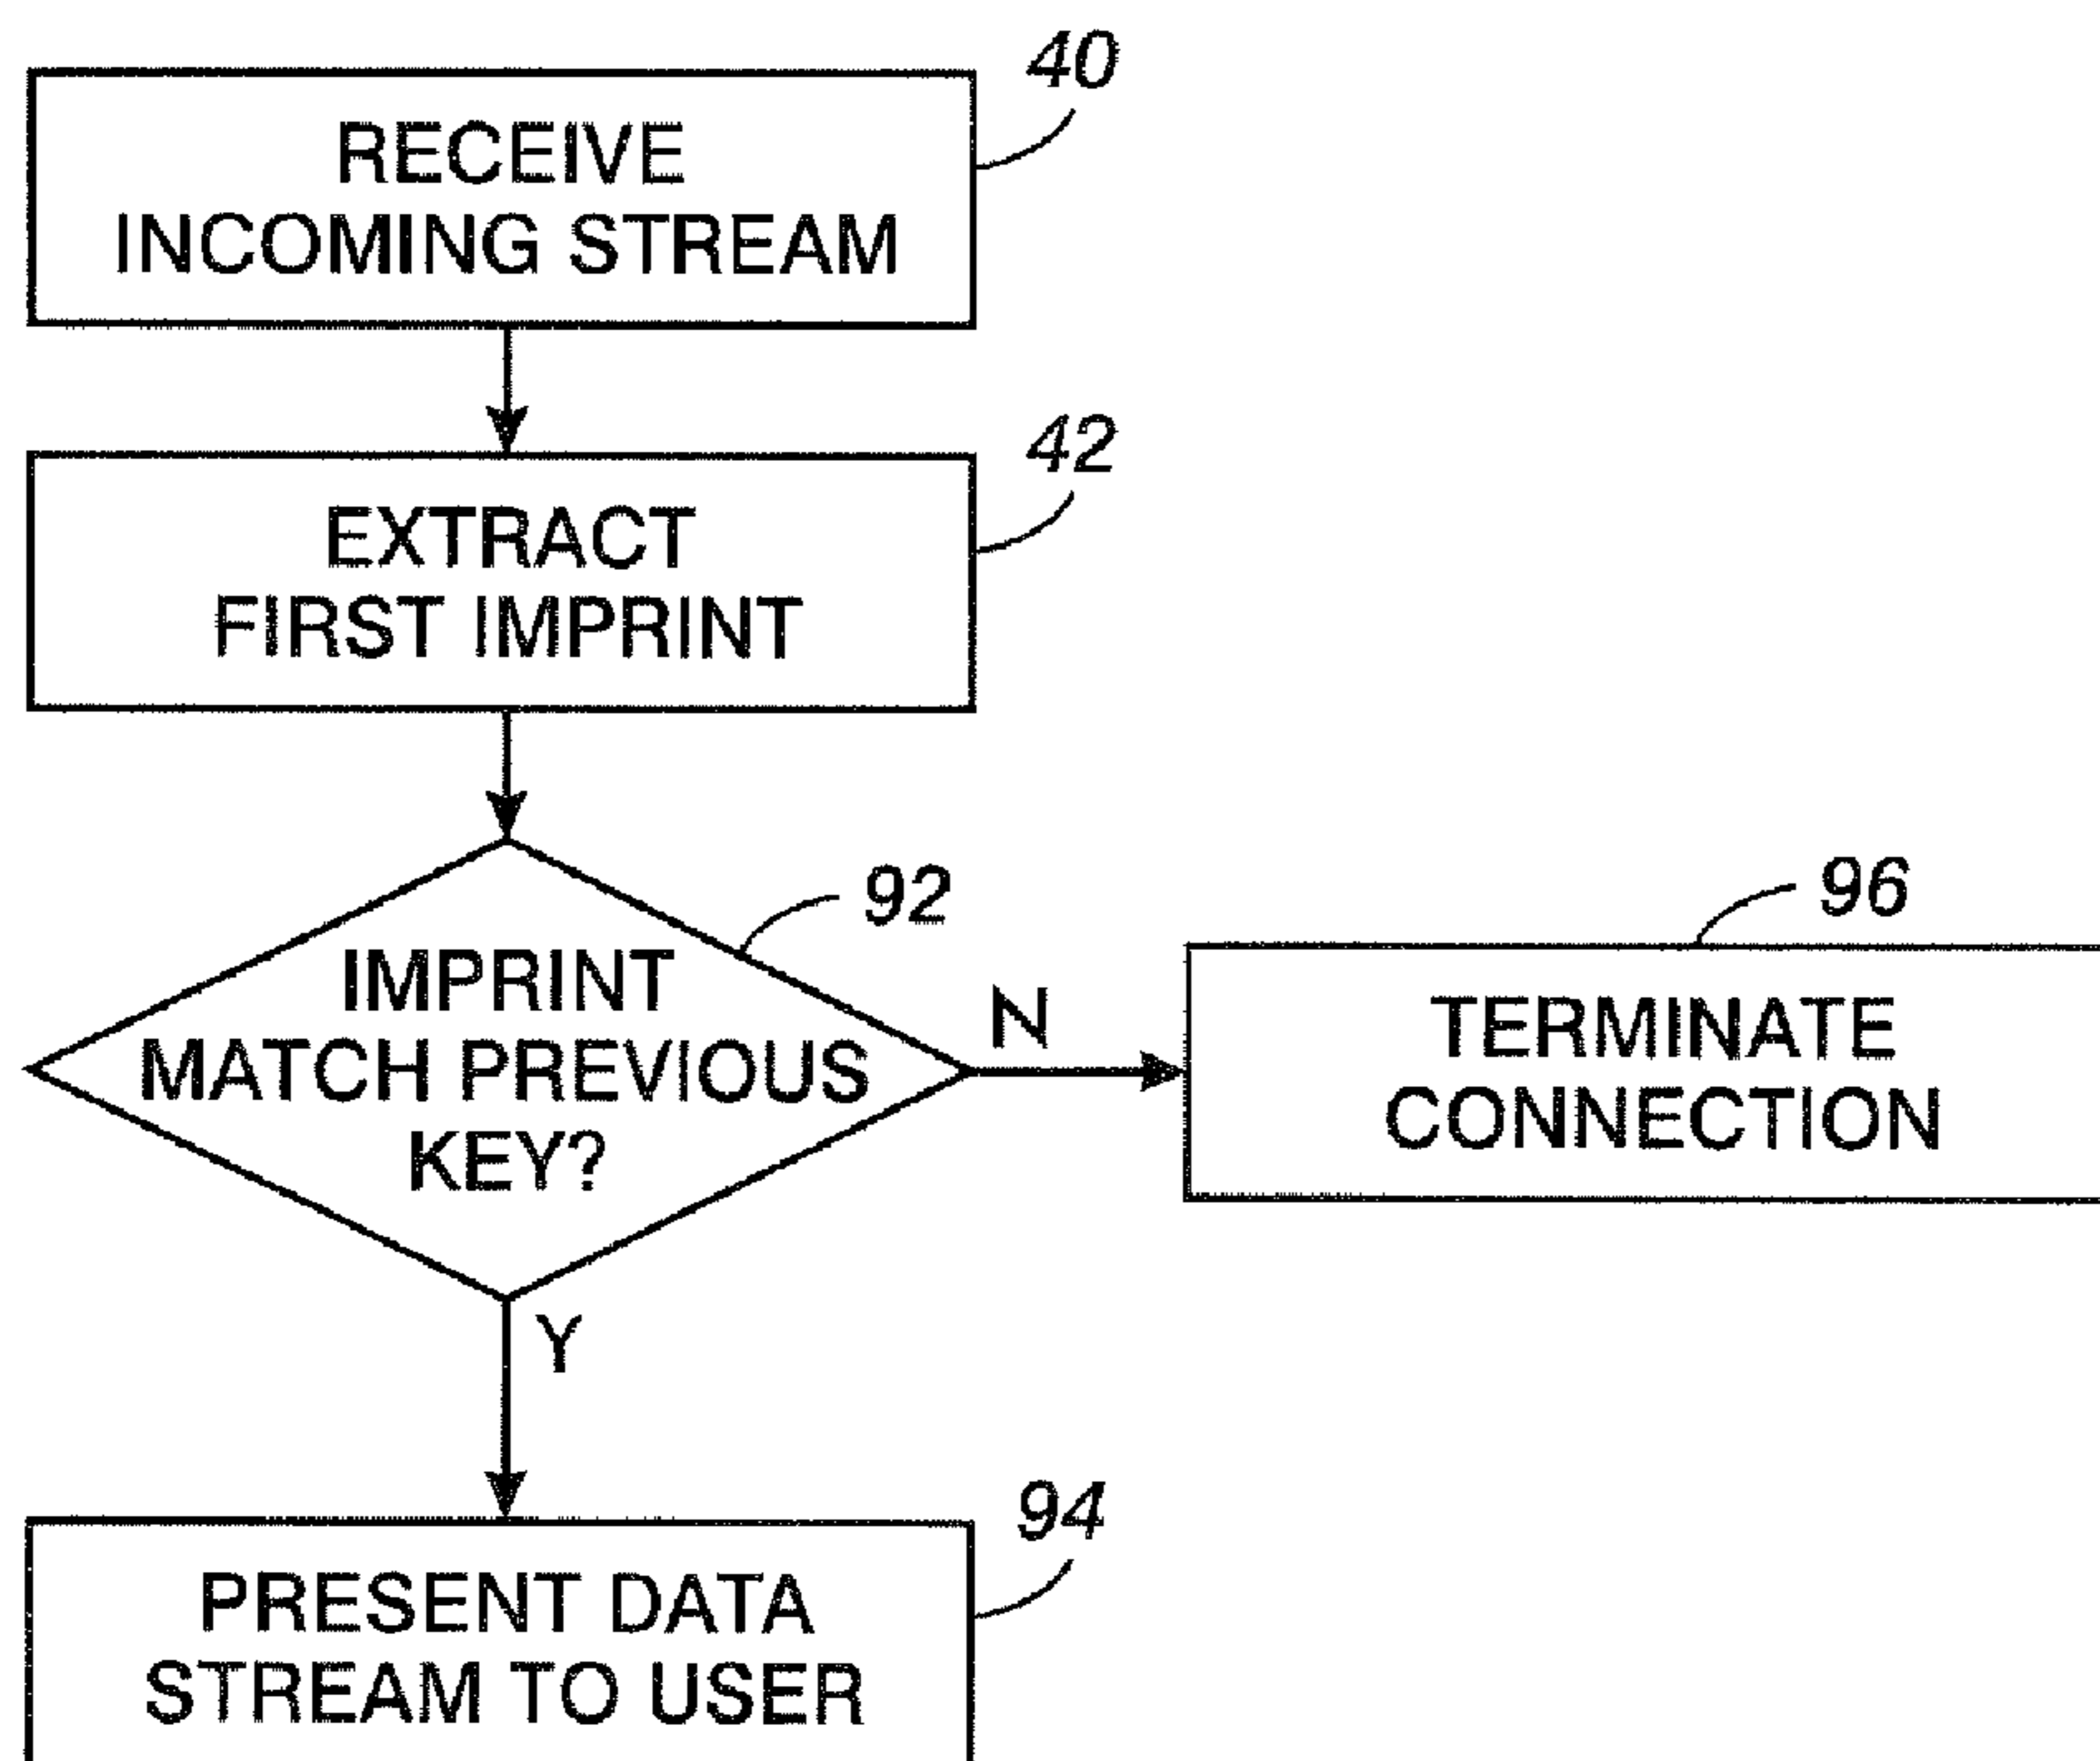 40
RECEIVE
INCOMING STREAM
42
EXTRACT
FIRST IMPRINT
92
IMPRINT
MATCH PREVIOUS
KEY?
N
96
TERMINATE
CONNECTION
Y
94
PRESENT DATA
STREAM TO USER